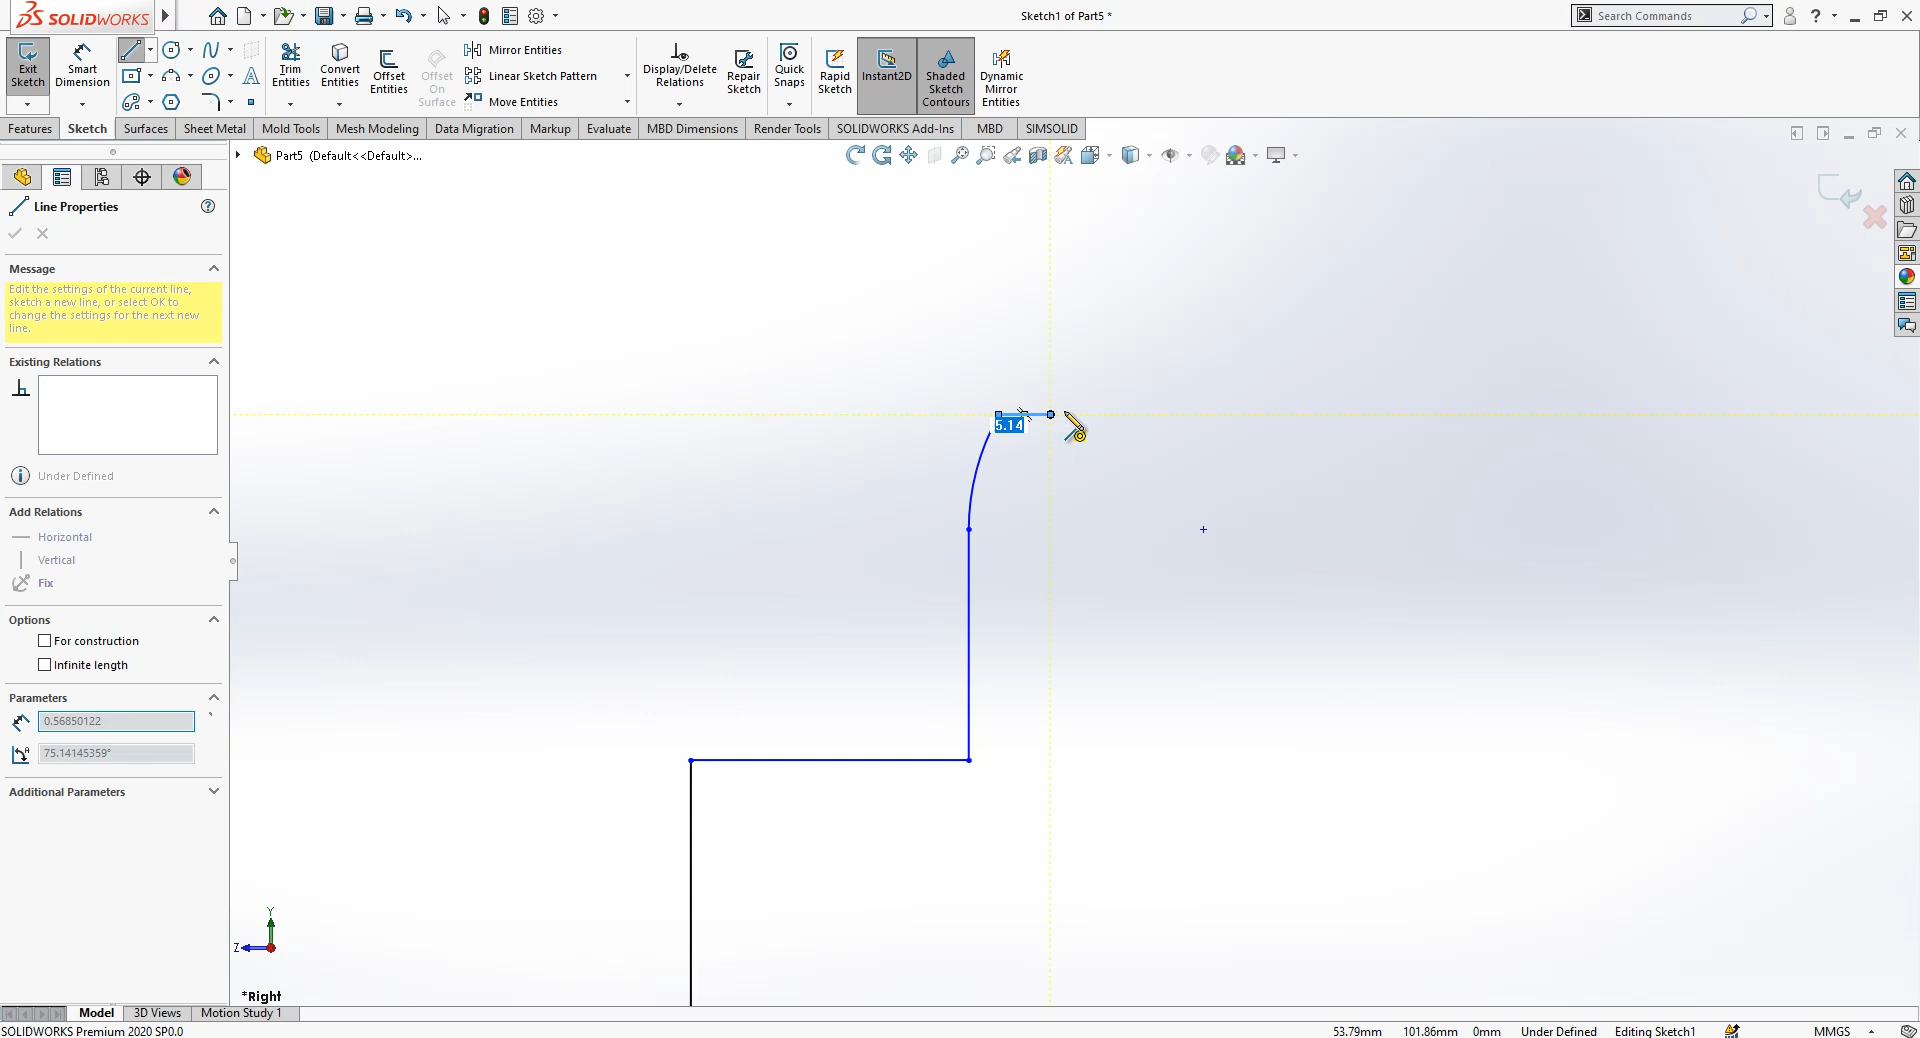 SOLIDWORKS
Sketch1 of Part5 *
Search Commands
?
Exit Sketch
Smart Dimension
Trim Entities
Convert Entities
Offset Entities
Offset On Surface
Mirror Entities
Linear Sketch Pattern
Move Entities
Display/Delete Relations
Repair Sketch
Quick Snaps
Rapid Sketch
Instant2D
Shaded Sketch Contours
Dynamic Mirror Entities
Features
Sketch
Surfaces
Sheet Metal
Mold Tools
Mesh Modeling
Data Migration
Markup
Evaluate
MBD Dimensions
Render Tools
SOLIDWORKS Add-Ins
MBD
SIMSOLID
Part5 (Default<<Default>...
Line Properties
?
Message
Edit the settings of the current line,
sketch a new line, or select OK to
change the settings for the next new
line.
Existing Relations
Under Defined
Add Relations
Horizontal
Vertical
Fix
Options
For construction
Infinite length
Parameters
0.56850122
75.14145359°
Additional Parameters
5.14
Y
Z
*Right
Model
3D Views
Motion Study 1
SOLIDWORKS Premium 2020 SP0.0
53.79mm
101.86mm
0mm
Under Defined
Editing Sketch1
MMGS